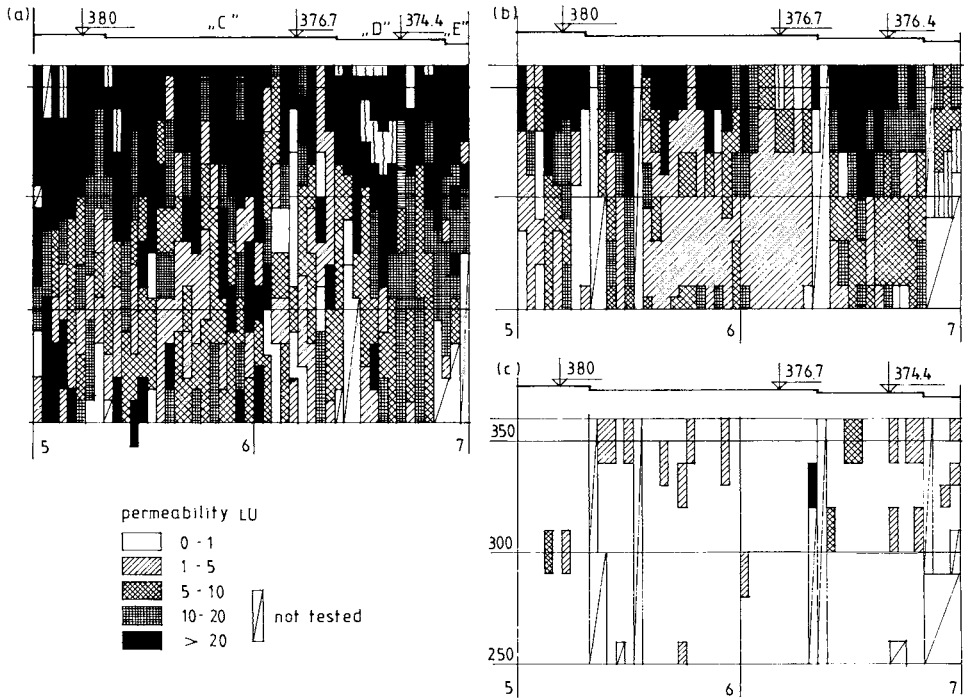 (a) 380 „C" 376.7 „D" 374.4 „E"
5 6 7
(b) 380 376.7 376.4
5 6 7
(c) 380 376.7 374.4
350
300
250
5 6 7
permeability LU
0 - 1
1 - 5
5 - 10
10 - 20
> 20
not tested